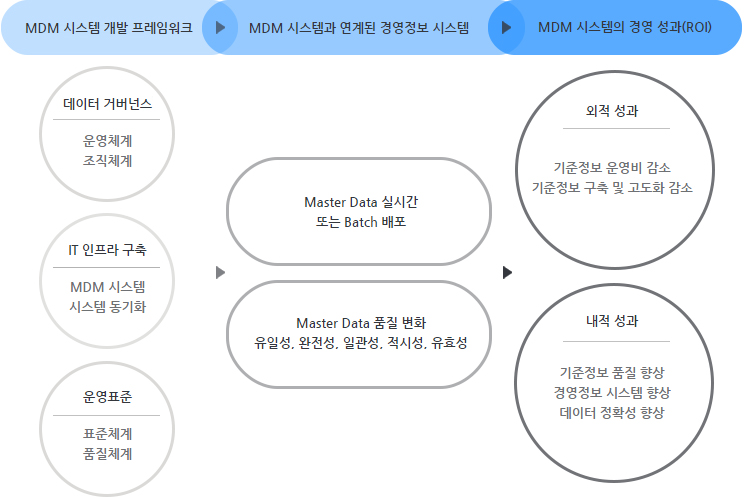 MDM 시스템 개발 프레임워크
MDM 시스템과 연계된 경영정보 시스템
MDM 시스템의 경영 성과(ROI)
데이터 거버넌스
운영체계
조직체계
IT 인프라 구축
MDM 시스템
시스템 동기화
운영표준
표준체계
품질체계
Master Data 실시간
또는 Batch 배포
Master Data 품질 변화
유일성, 완전성, 일관성, 적시성, 유효성
외적 성과
기준정보 운영비 감소
기준정보 구축 및 고도화 감소
내적 성과
기준정보 품질 향상
경영정보 시스템 향상
데이터 정확성 향상